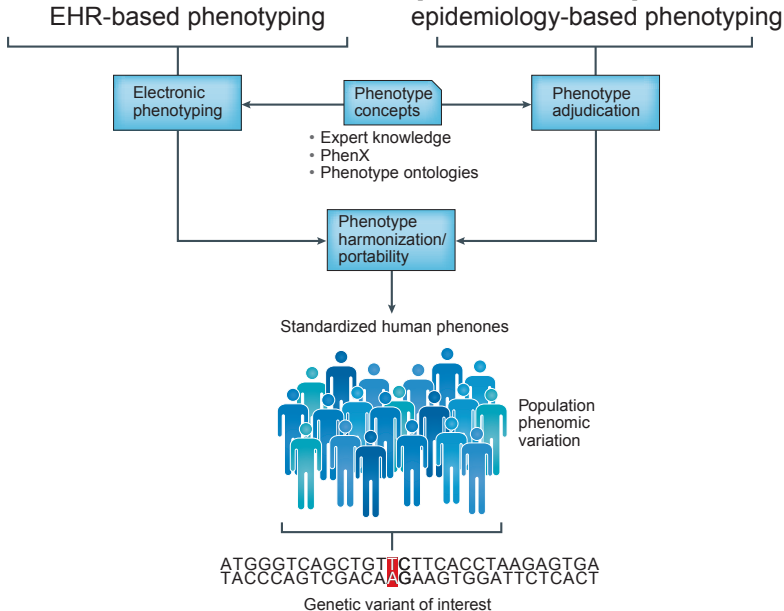 EHR-based phenotyping
epidemiology-based phenotyping
Electronic
phenotyping
Phenotype
concepts
Phenotype
adjudication
• Expert knowledge
• PhenX
• Phenotype ontologies
Phenotype
harmonization/
portability
Standardized human phenones
Population
phenomic
variation
ATGGGTCAGCTGTTCTTCACCTAAGAGTGA
TACCCAGTCGACAAGAAGTGGATTCTCACT
Genetic variant of interest